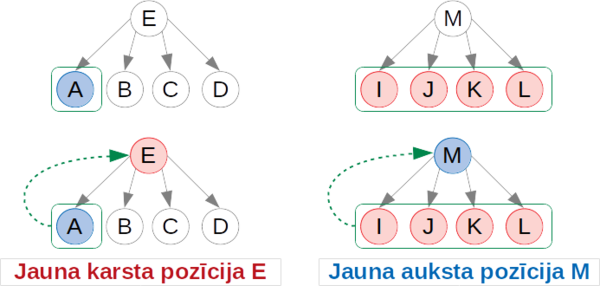 E
M
A B C D
I J K L
E
M
A B C D
I J K L
Jauna karsta pozīcija E
Jauna auksta pozīcija M